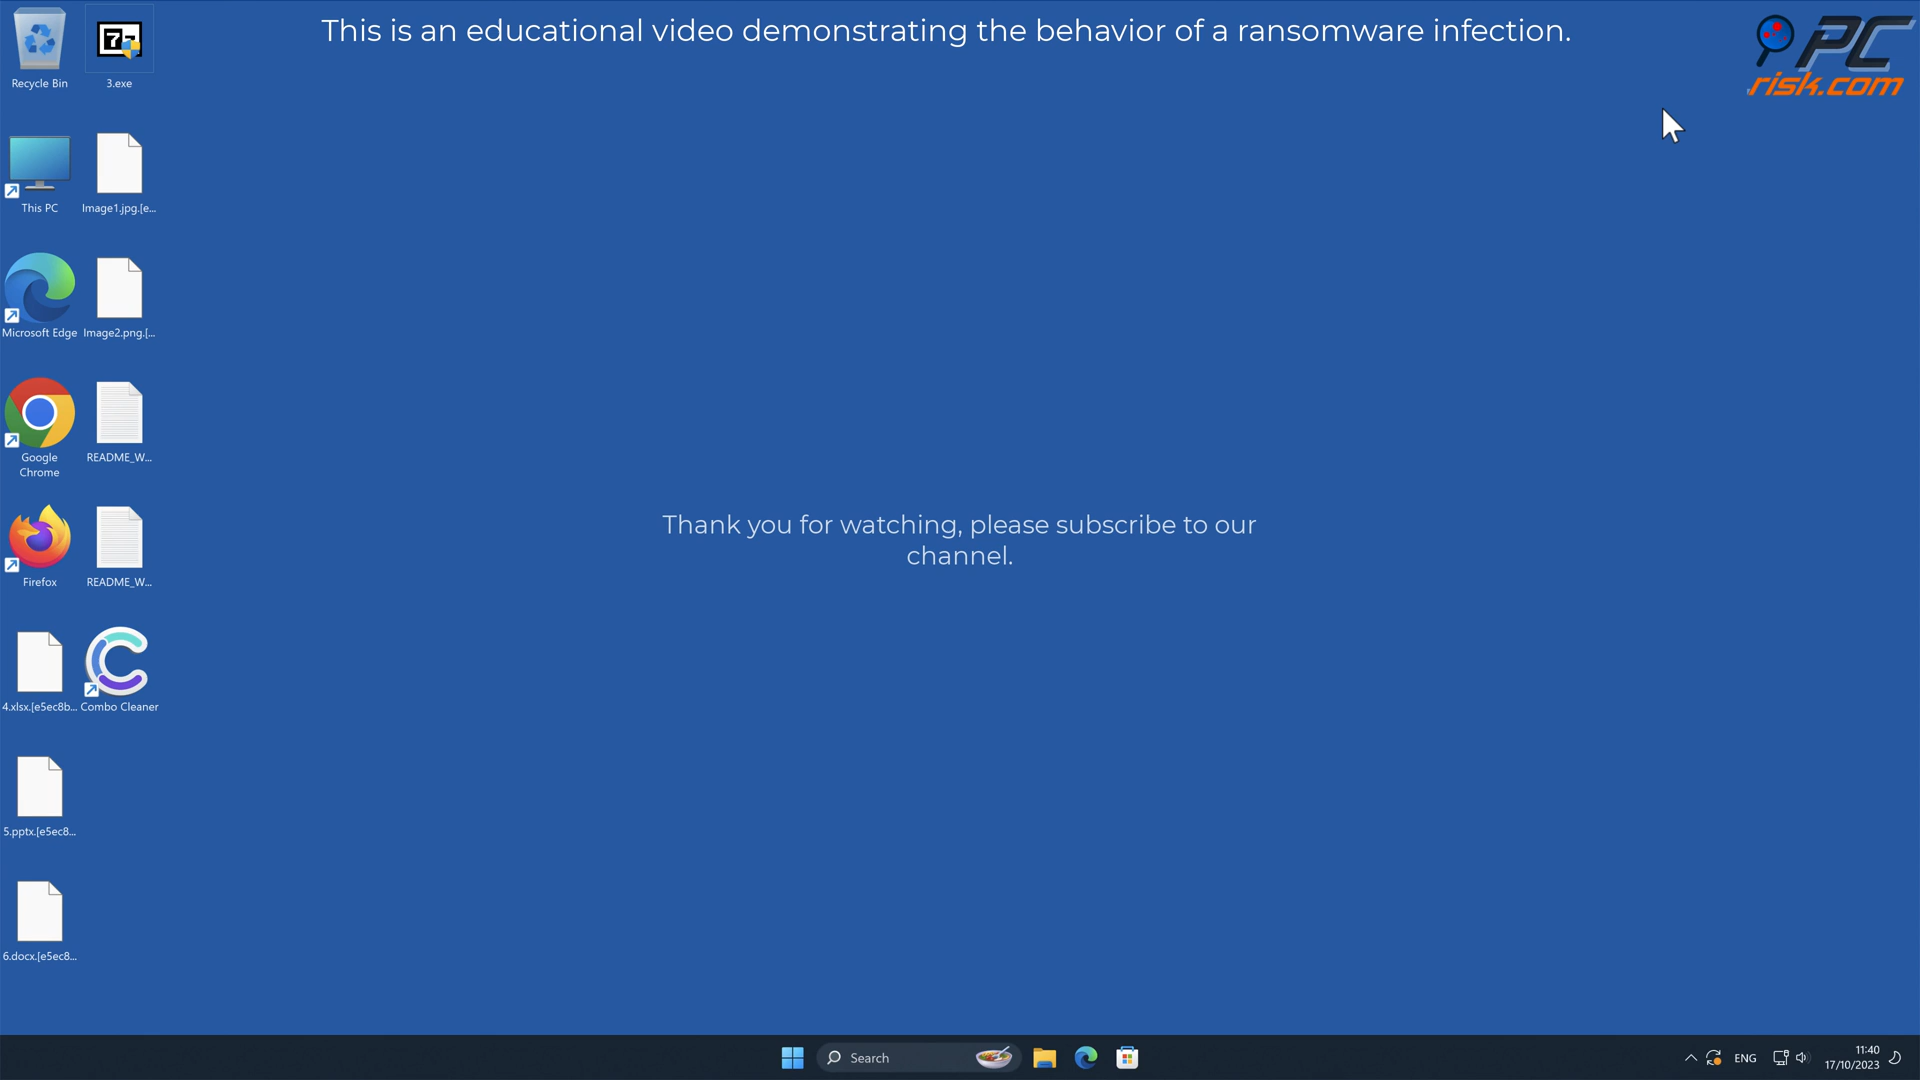 This is an educational video demonstrating the behavior of a ransomware infection.
PC
risk.com
Recycle Bin
3.exe
This PC
Image1.jpg.[e...
Microsoft Edge
Image2.png.[...
Google
Chrome
README_W...
Firefox
README_W...
Thank you for watching, please subscribe to our
channel.
4.xlsx.[e5ec8b...
Combo Cleaner
5.pptx.[e5ec8...
6.docx.[e5ec8...
Search
ENG
11:40
17/10/2023